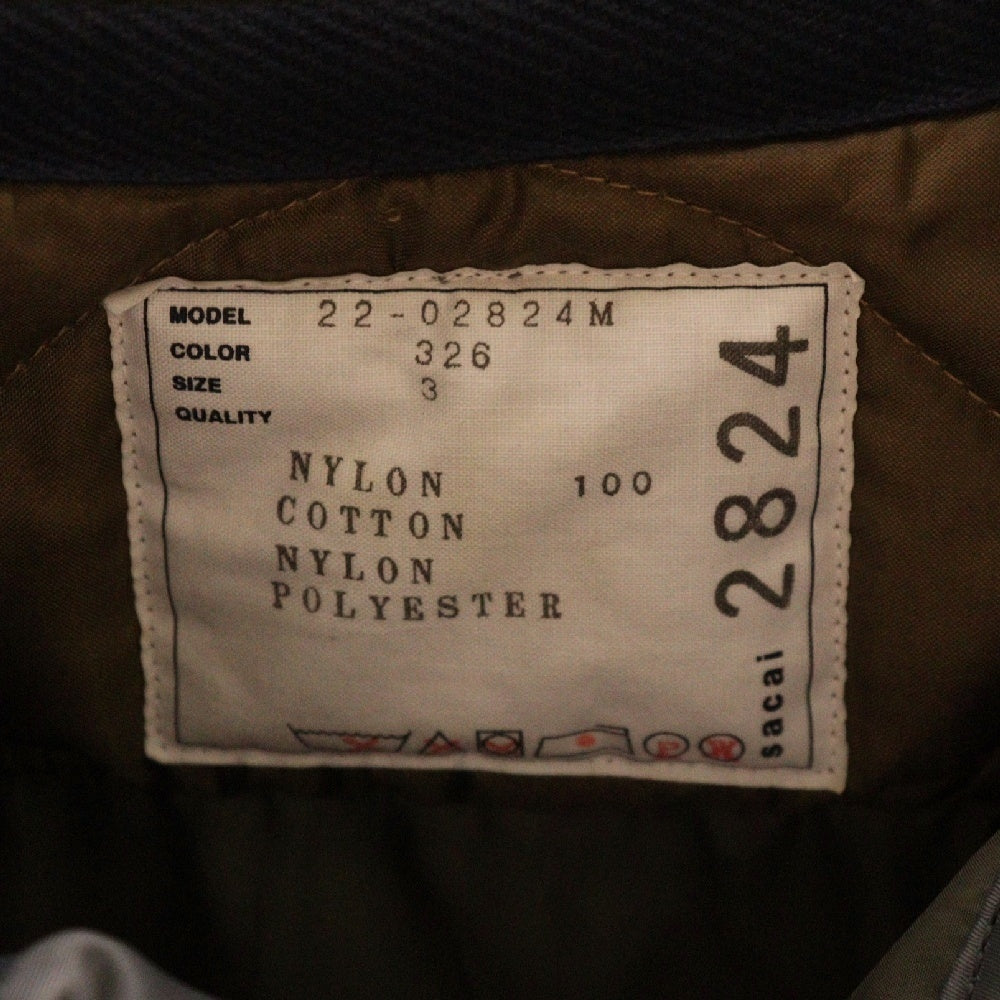 MODEL 22-02824M
COLOR 326
SIZE 3
QUALITY
NYLON 100
COTTON
NYLON
POLYESTER
P W
sacai 2824